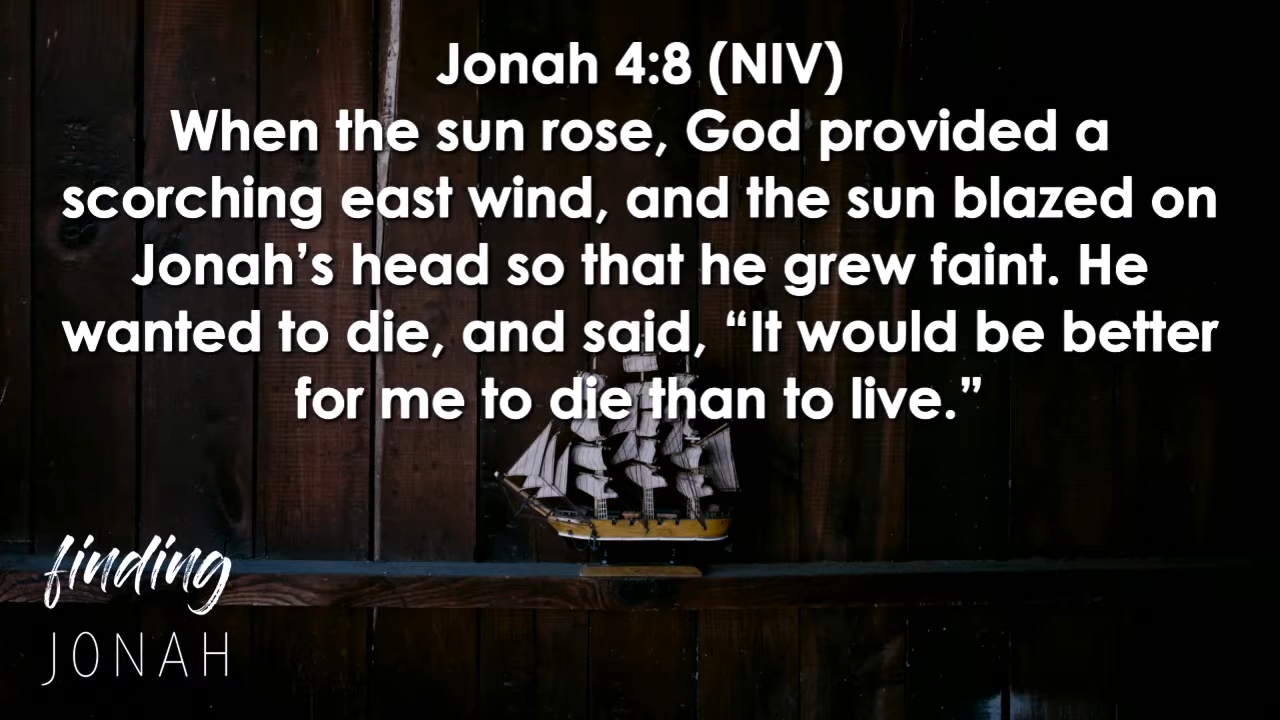 Jonah 4:8 (NIV)
When the sun rose, God provided a
scorching east wind, and the sun blazed on
Jonah’s head so that he grew faint. He
wanted to die, and said, “It would be better
for me to die than to live.”
finding
JONAH